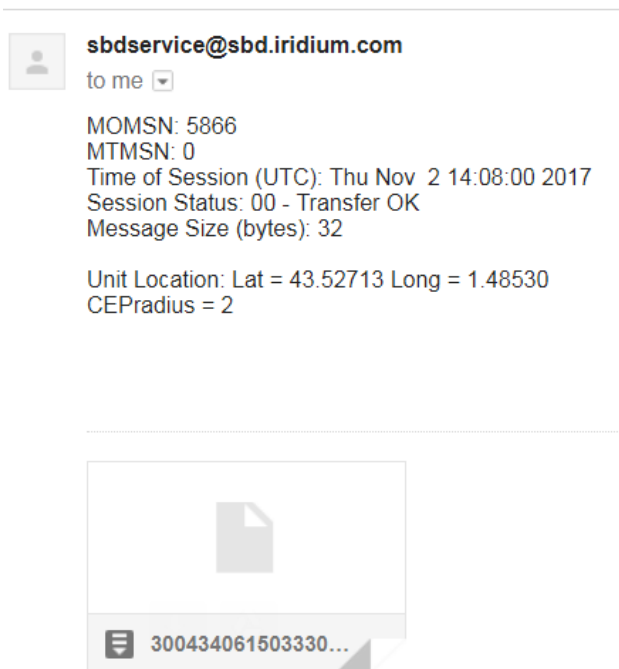 sbdservice@sbd.iridium.com
to me
MOMSN: 5866
MTMSN: 0
Time of Session (UTC): Thu Nov  2 14:08:00 2017
Session Status: 00 - Transfer OK
Message Size (bytes): 32
Unit Location: Lat = 43.52713 Long = 1.48530
CEPradius = 2
300434061503330...